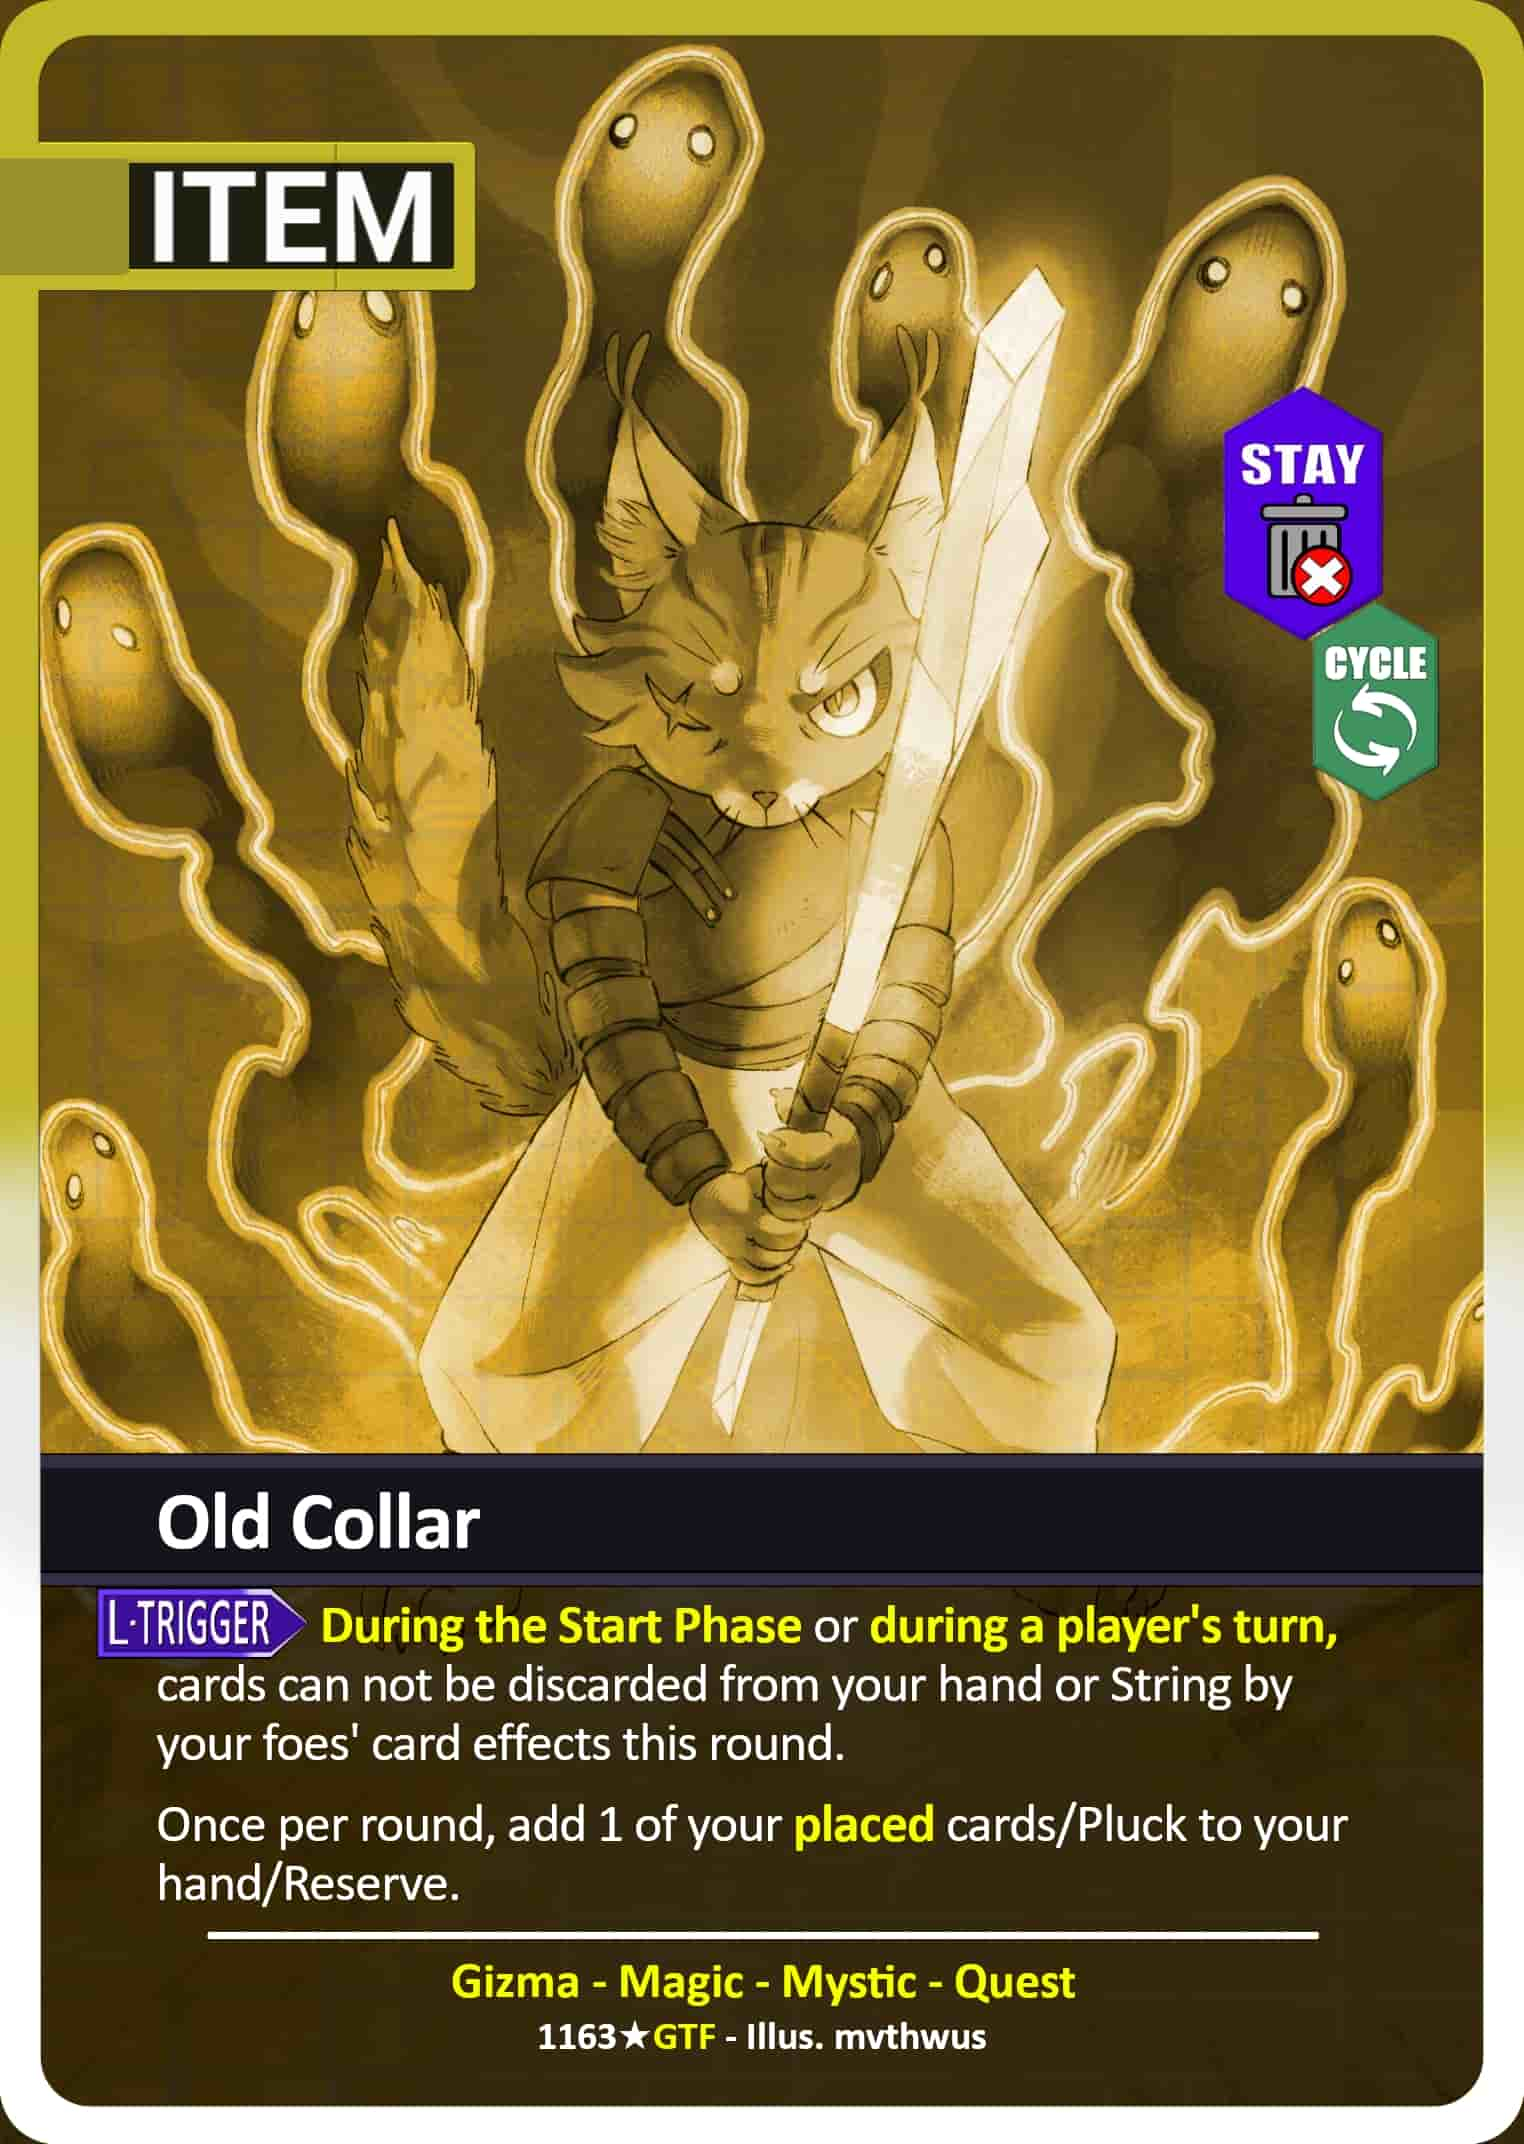 ITEM
STAY
CYCLE
Old Collar
L·TRIGGER During the Start Phase or during a player's turn,
cards can not be discarded from your hand or String by
your foes' card effects this round.
Once per round, add 1 of your placed cards/Pluck to your
hand/Reserve.
Gizma - Magic - Mystic - Quest
1163★GTF - Illus. mvthwus